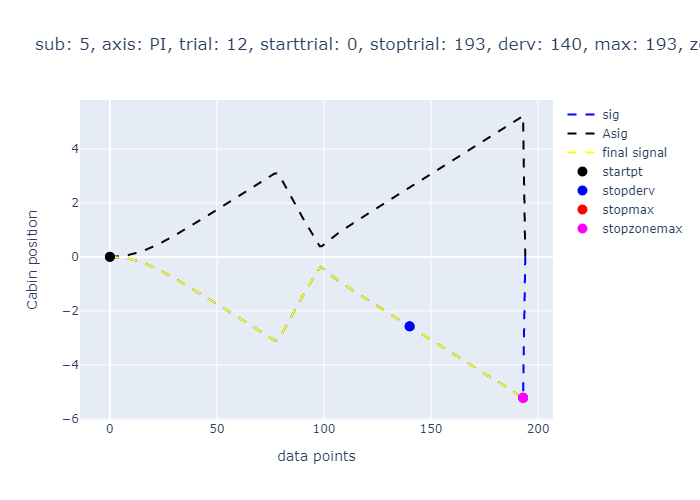 sub: 5, axis: PI, trial: 12, starttrial: 0, stoptrial: 193, derv: 140, max: 193,
sig
Asig
final signal
startpt
stopderv
stopmax
stopzonemax
Cabin position
4
2
0
−2
−4
−6
0
50
100
150
200
data points